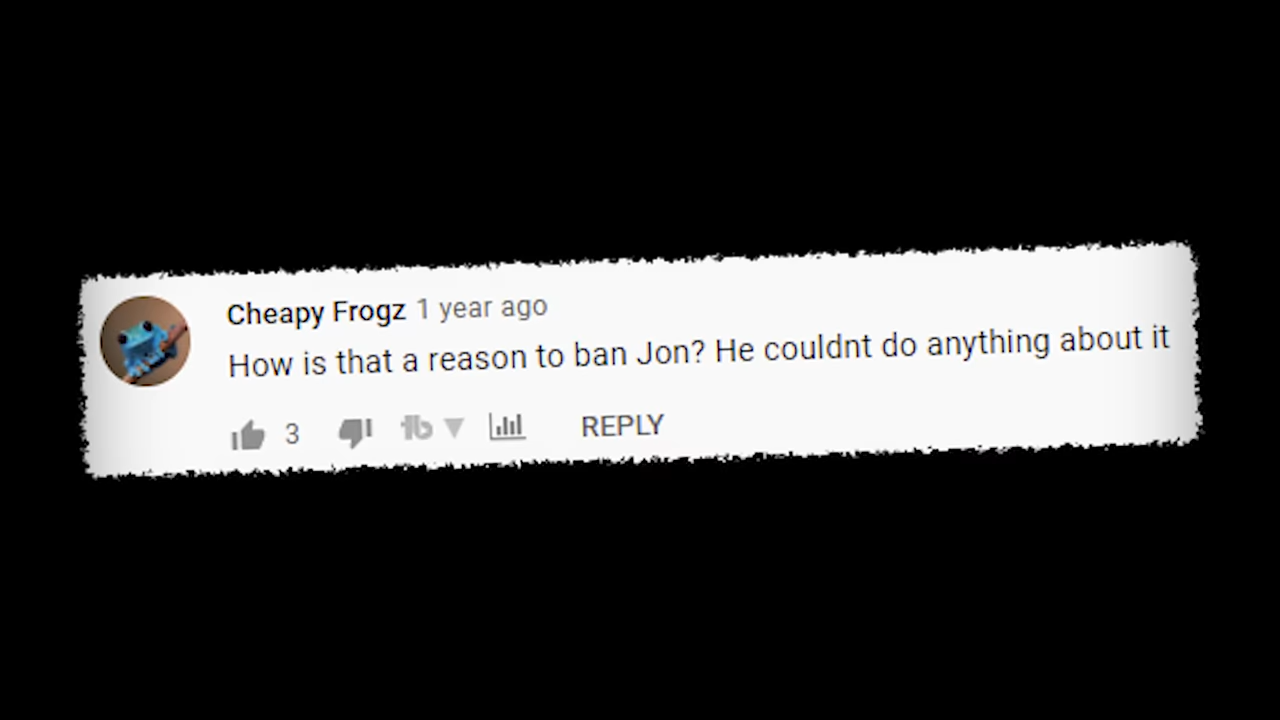 Cheapy Frogz 1 year ago
How is that a reason to ban Jon? He couldnt do anything about it
3 tb REPLY